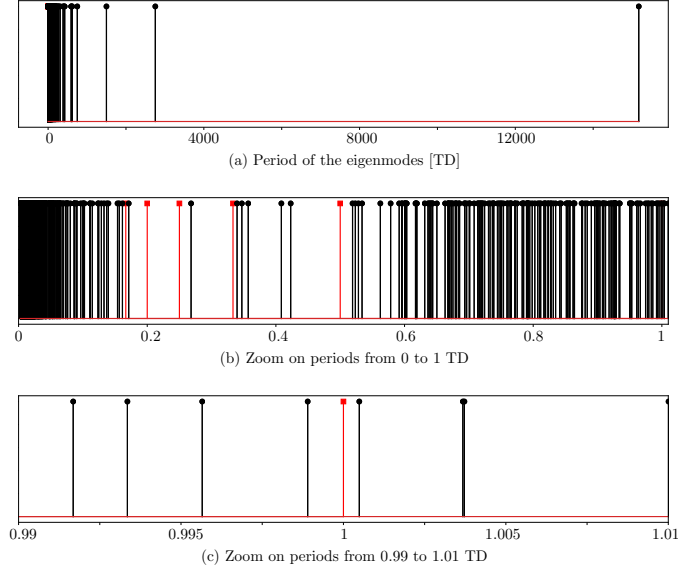 0 4000 8000 12000
(a) Period of the eigenmodes [TD]
0 0.2 0.4 0.6 0.8 1
(b) Zoom on periods from 0 to 1 TD
0.99 0.995 1 1.005 1.01
(c) Zoom on periods from 0.99 to 1.01 TD